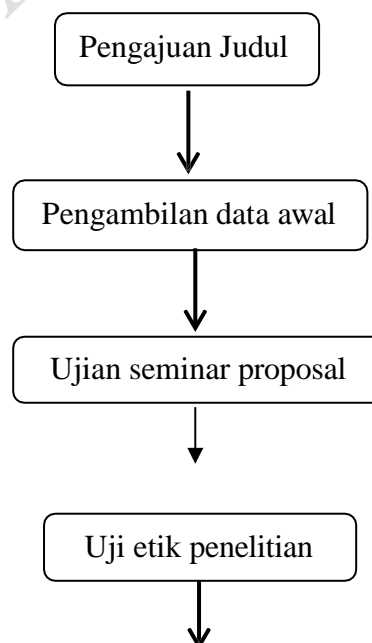 Pengajuan Judul
Pengambilan data awal
Ujian seminar proposal
Uji etik penelitian